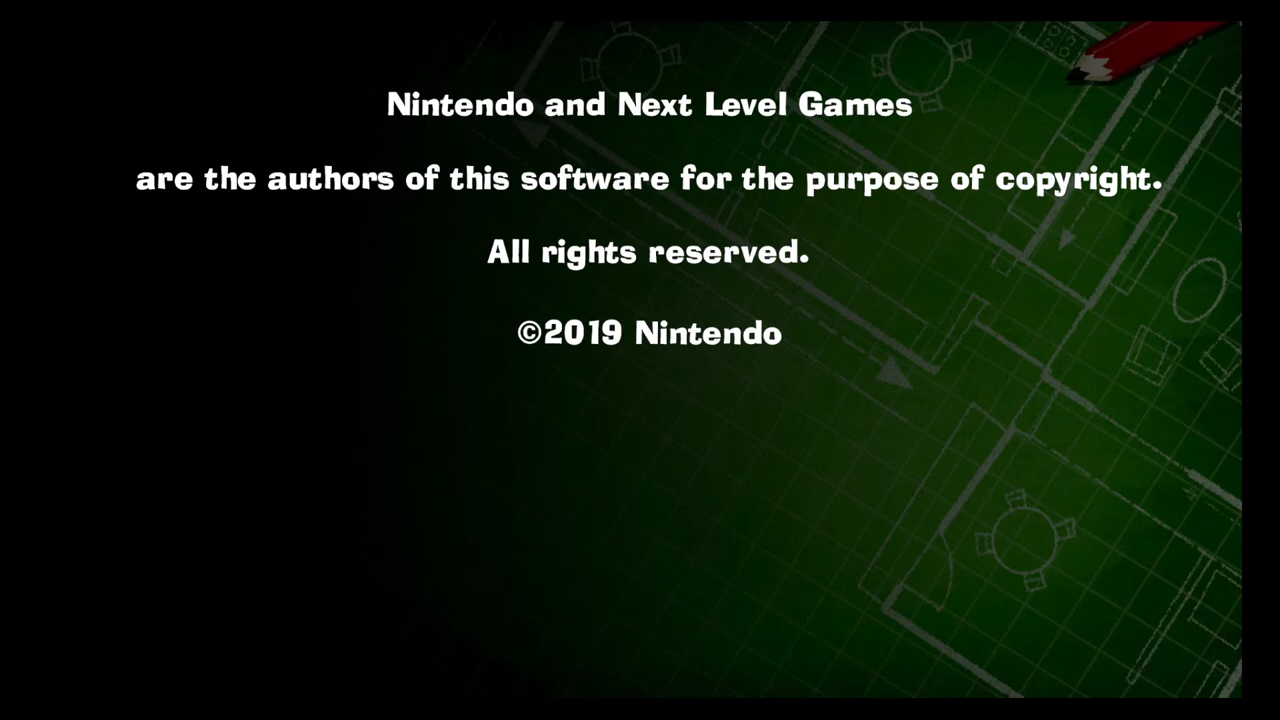 Nintendo and Next Level Games
are the authors of this software for the purpose of copyright.
All rights reserved.
©2019 Nintendo